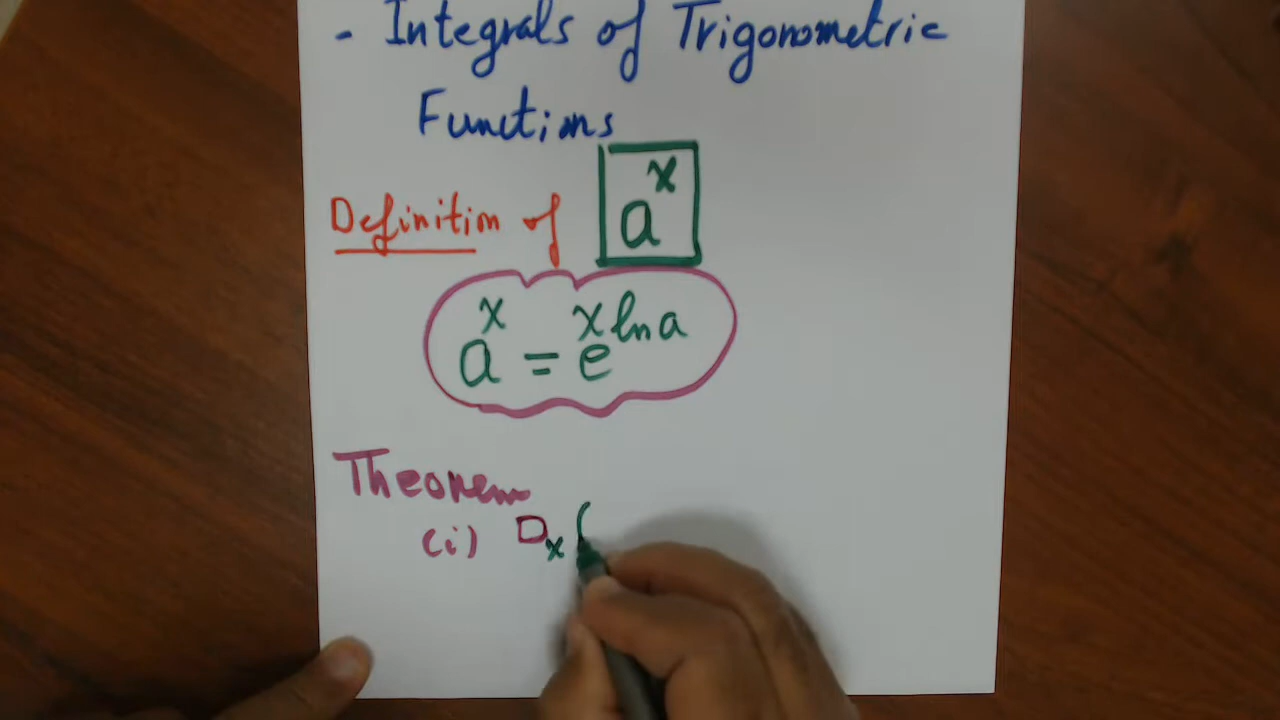 - Integrals of Trigonometric
Functions
Definition of a^x
a^x = e^{x ln a}
Theorem
(i) D_x (